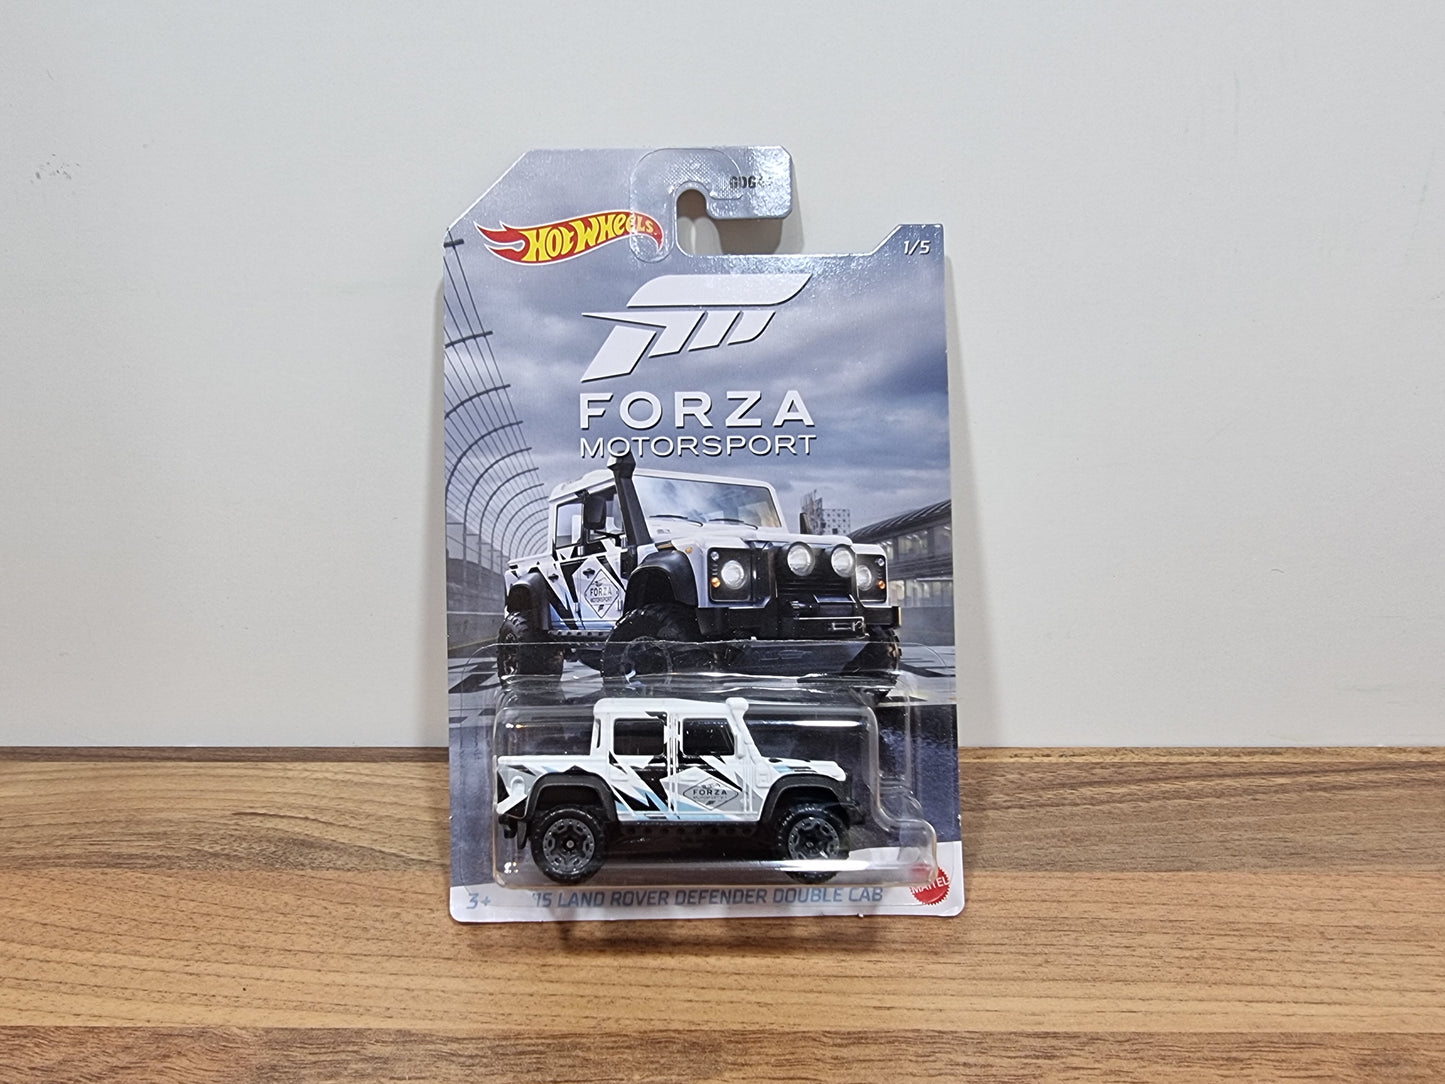 HOT WHEELS
1/5
FORZA
MOTORSPORT
FORZA
MOTORSPORT
FORZA
3+
'15 LAND ROVER DEFENDER DOUBLE CAB
MATTEL